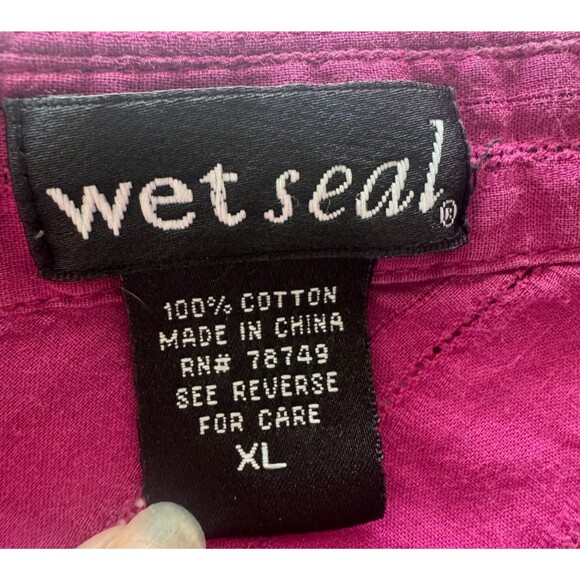 wet seal®
100% COTTON
MADE IN CHINA
RN# 78749
SEE REVERSE
FOR CARE
XL